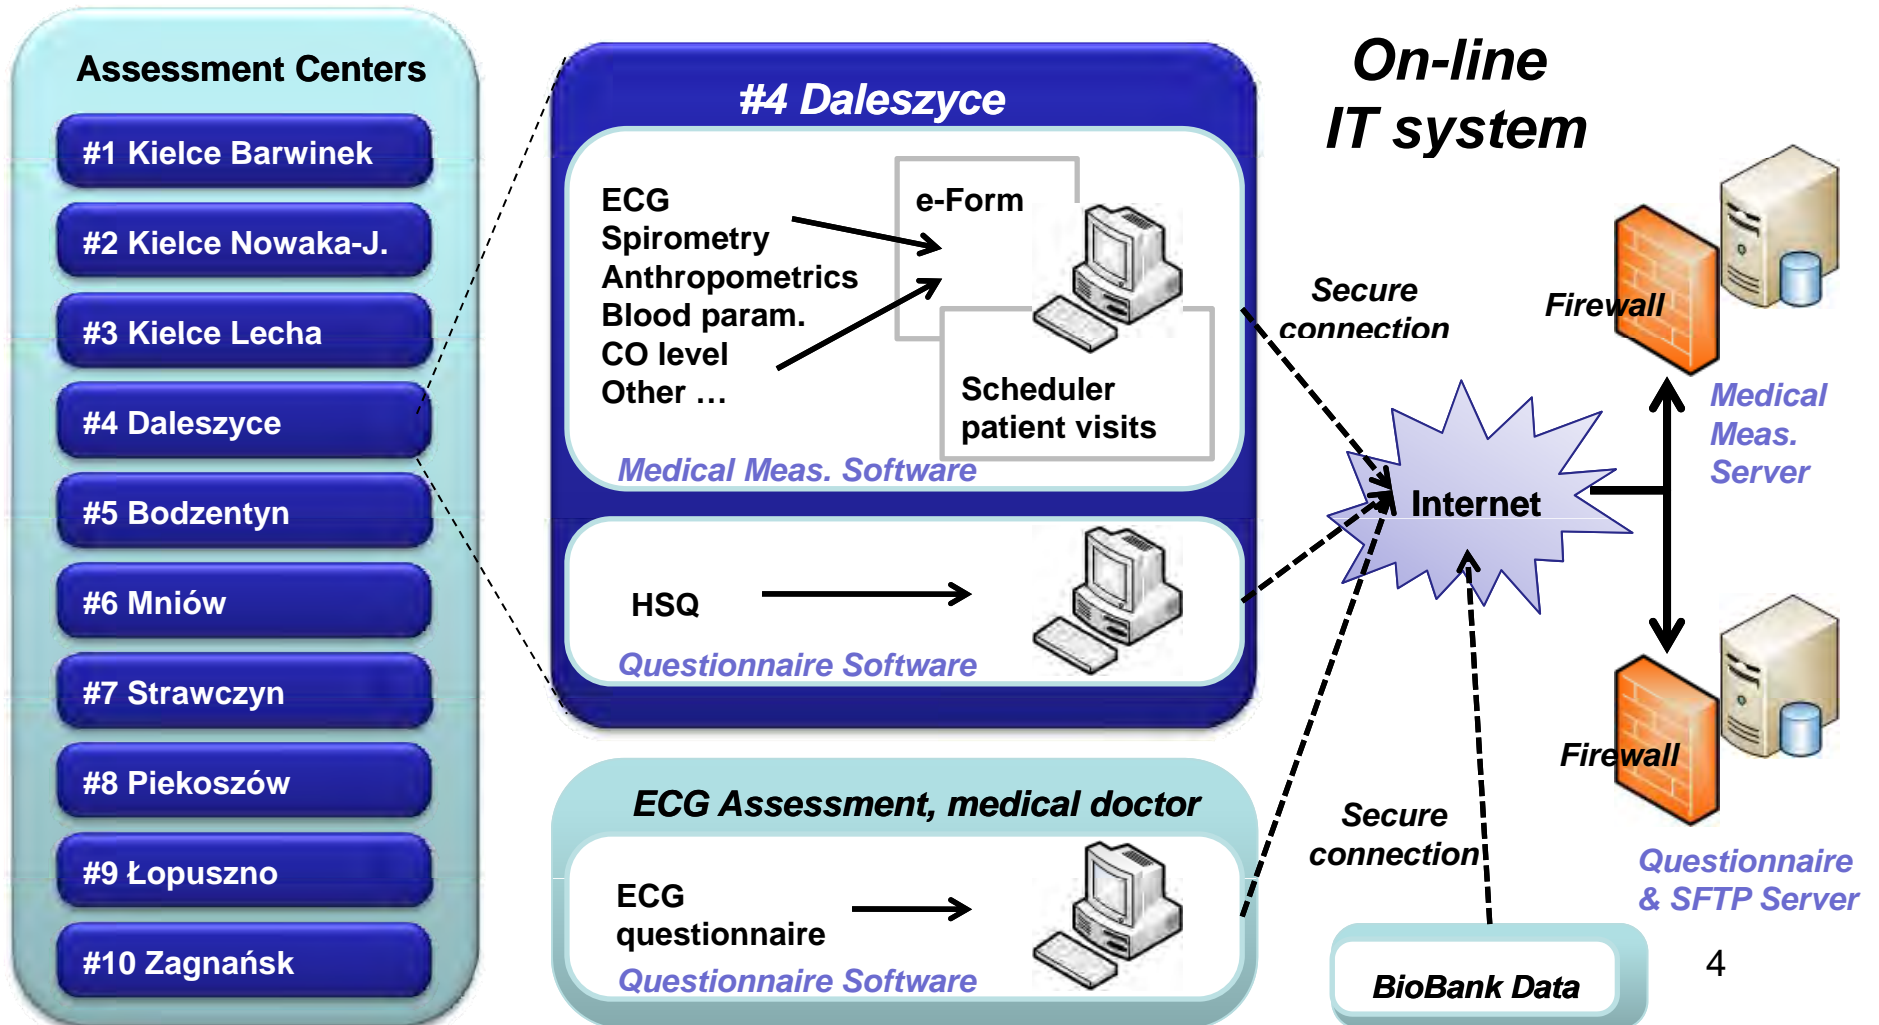 Assessment Centers
#1 Kielce Barwinek
#2 Kielce Nowaka-J.
#3 Kielce Lecha
#4 Daleszyce
#5 Bodzentyn
#6 Mniów
#7 Strawczyn
#8 Piekoszów
#9 Łopuszno
#10 Zagnańsk
#4 Daleszyce
ECG
Spirometry
Anthropometrics
Blood param.
CO level
Other …
e-Form
Scheduler
patient visits
Medical Meas. Software
HSQ
Questionnaire Software
ECG Assessment, medical doctor
ECG
questionnaire
Questionnaire Software
On-line
IT system
Secure
connection
Internet
Firewall
Medical
Meas.
Server
Firewall
Questionnaire
& SFTP Server
Secure
connection
BioBank Data
4